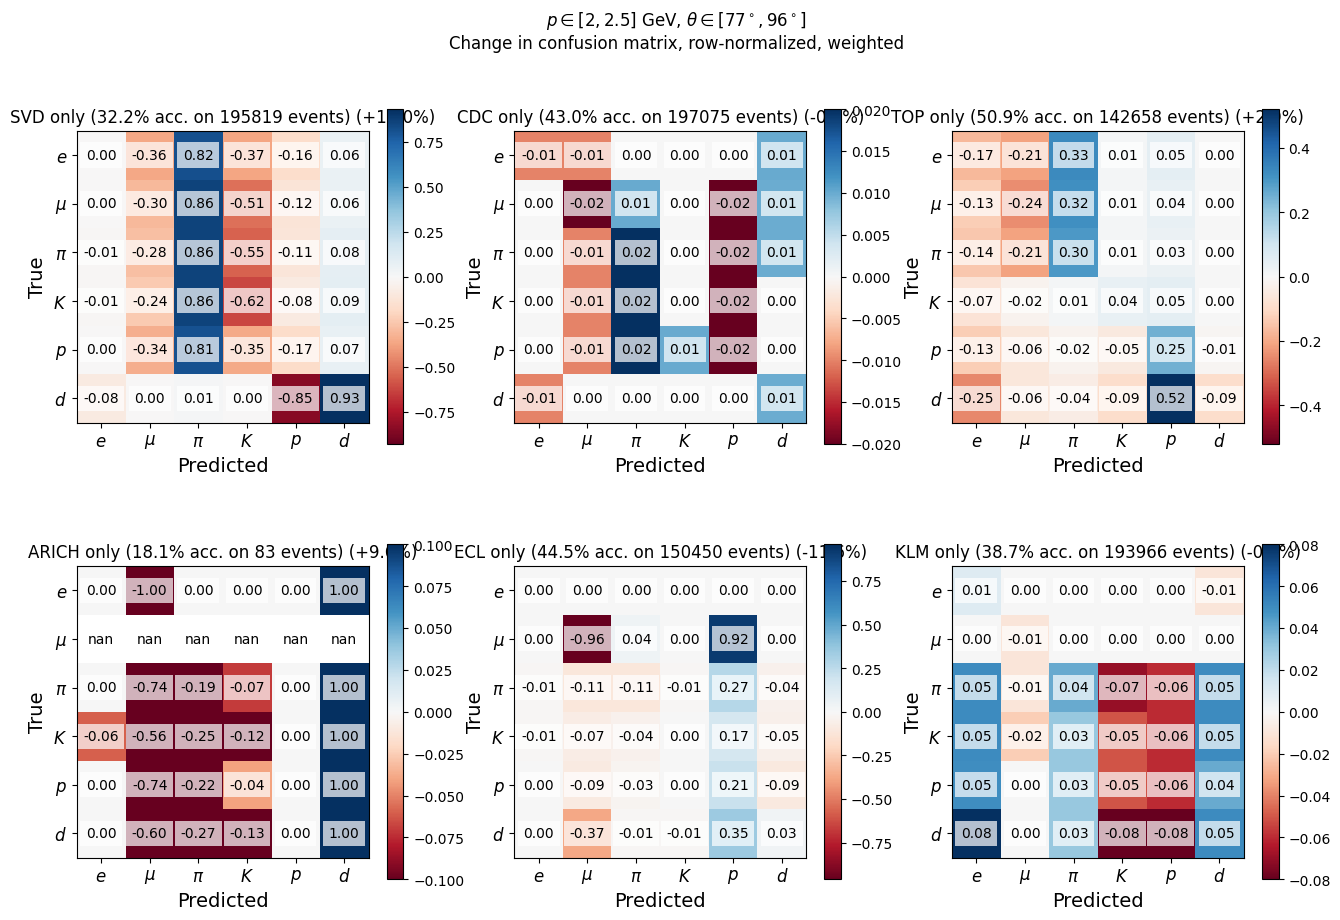 p ∈ [2, 2.5] GeV, θ ∈ [77°, 96°]
Change in confusion matrix, row-normalized, weighted
SVD only (32.2% acc. on 195819 events)
e 0.00 -0.36 0.82 -0.37 -0.16 0.06
μ 0.00 -0.30 0.86 -0.51 -0.12 0.06
π -0.01 -0.28 0.86 -0.55 -0.11 0.08
K -0.01 -0.24 0.86 -0.62 -0.08 0.09
p 0.00 -0.34 0.81 -0.35 -0.17 0.07
d -0.08 0.00 0.01 0.00 -0.85 0.93
e μ π K p d
Predicted
True
0.75
0.50
0.25
0.00
−0.25
−0.50
−0.75
CDC only (43.0% acc. on 197075 events)
e -0.01 -0.01 0.00 0.00 0.00 0.01
μ 0.00 -0.02 0.01 0.00 -0.02 0.01
π 0.00 -0.01 0.02 0.00 -0.02 0.01
K 0.00 -0.01 0.02 0.00 -0.02 0.00
p 0.00 -0.01 0.02 0.01 -0.02 0.00
d -0.01 0.00 0.00 0.00 0.00 0.01
e μ π K p d
Predicted
True
0.020
0.015
0.010
0.005
0.000
−0.005
−0.010
−0.015
−0.020
TOP only (50.9% acc. on 142658 events)
e -0.17 -0.21 0.33 0.01 0.05 0.00
μ -0.13 -0.24 0.32 0.01 0.04 0.00
π -0.14 -0.21 0.30 0.01 0.03 0.00
K -0.07 -0.02 0.01 0.04 0.05 0.00
p -0.13 -0.06 -0.02 -0.05 0.25 -0.01
d -0.25 -0.06 -0.04 -0.09 0.52 -0.09
e μ π K p d
Predicted
True
0.4
0.2
0.0
−0.2
−0.4
ARICH only (18.1% acc. on 83 events)
e 0.00 -1.00 0.00 0.00 0.00 1.00
μ nan nan nan nan nan nan
π 0.00 -0.74 -0.19 -0.07 0.00 1.00
K -0.06 -0.56 -0.25 -0.12 0.00 1.00
p 0.00 -0.74 -0.22 -0.04 0.00 1.00
d 0.00 -0.60 -0.27 -0.13 0.00 1.00
e μ π K p d
Predicted
True
0.100
0.075
0.050
0.025
0.000
−0.025
−0.050
−0.075
−0.100
ECL only (44.5% acc. on 150450 events)
e 0.00 0.00 0.00 0.00 0.00 0.00
μ 0.00 -0.96 0.04 0.00 0.92 0.00
π -0.01 -0.11 -0.11 -0.01 0.27 -0.04
K -0.01 -0.07 -0.04 0.00 0.17 -0.05
p 0.00 -0.09 -0.03 0.00 0.21 -0.09
d 0.00 -0.37 -0.01 -0.01 0.35 0.03
e μ π K p d
Predicted
True
0.75
0.50
0.25
0.00
−0.25
−0.50
−0.75
KLM only (38.7% acc. on 193966 events)
e 0.01 0.00 0.00 0.00 0.00 -0.01
μ 0.00 -0.01 0.00 0.00 0.00 0.00
π 0.05 -0.01 0.04 -0.07 -0.06 0.05
K 0.05 -0.02 0.03 -0.05 -0.06 0.05
p 0.05 0.00 0.03 -0.05 -0.06 0.04
d 0.08 0.00 0.03 -0.08 -0.08 0.05
e μ π K p d
Predicted
True
0.08
0.06
0.04
0.02
0.00
−0.02
−0.04
−0.06
−0.08